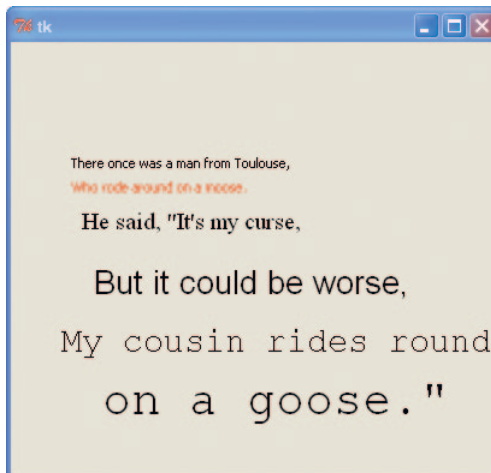 tk
There once was a man from Toulouse,
Who rode around on a moose.
He said, "It's my curse,
But it could be worse,
My cousin rides round
on a goose."